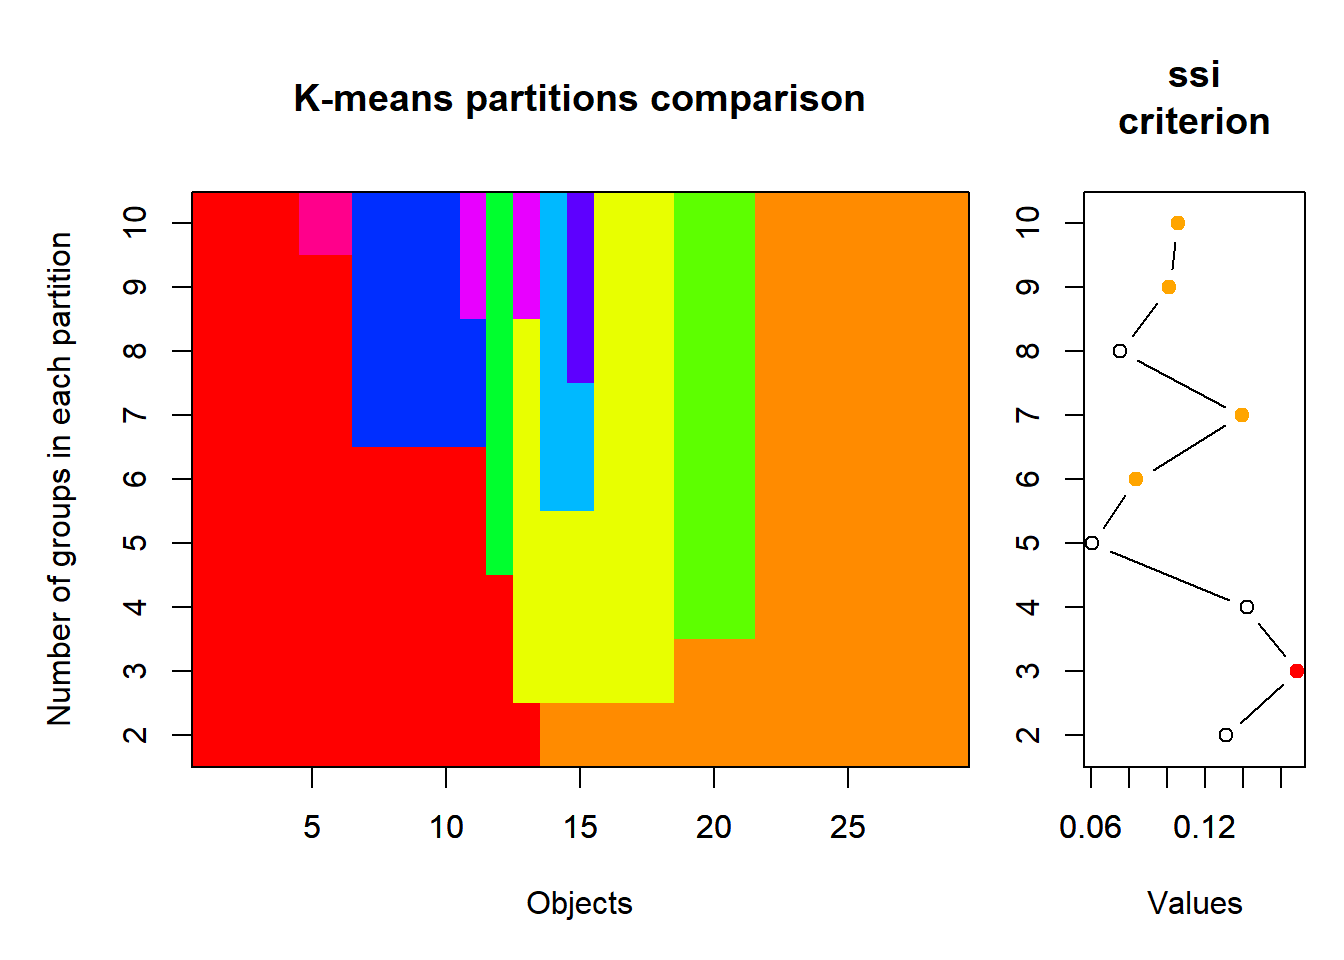 K-means partitions comparison
ssi
criterion
Number of groups in each partition
10
9
8
7
6
5
4
3
2
5 10 15 20 25
Objects
10
9
8
7
6
5
4
3
2
0.06 0.12
Values